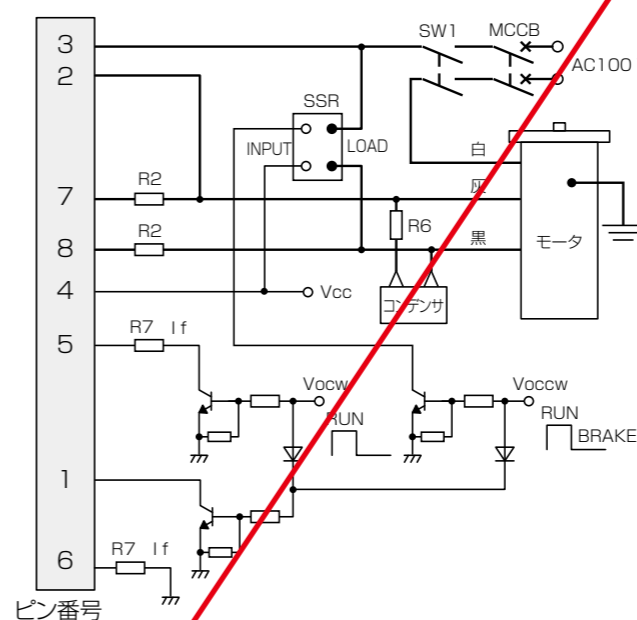 3
SW1
MCCB
2
AC100
SSR
INPUT
LOAD
白
7
R2
灰
R6
8
R2
黒
モータ
4
Vcc
コンデンサ
5
R7 If
Vocw
Voccw
RUN
RUN
BRAKE
1
6
R7 If
ピン番号